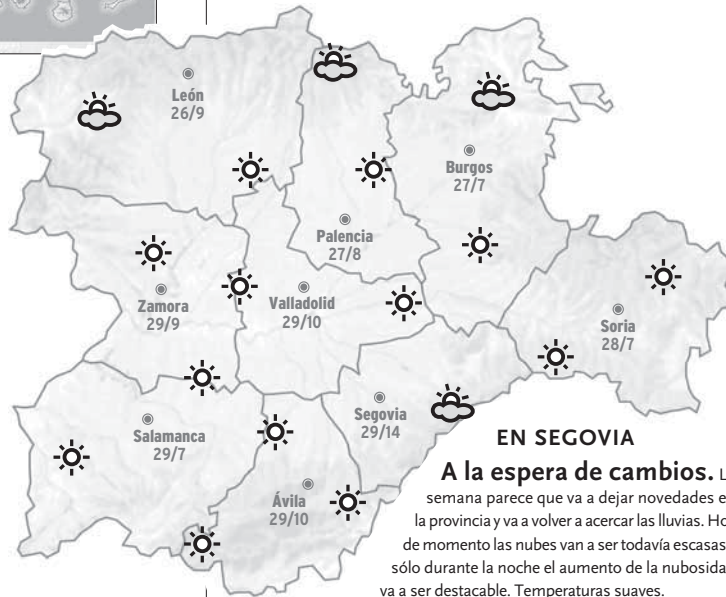 León
26/9
Burgos
27/7
Palencia
27/8
Zamora
29/9
Valladolid
29/10
Soria
28/7
Segovia
29/14
Salamanca
29/7
Ávila
29/10
EN SEGOVIA
A la espera de cambios.
semana parece que va a dejar novedades
la provincia y va a volver a acercar las lluvias.
de momento las nubes van a ser todavía escasas
sólo durante la noche el aumento de la
va a ser destacable. Temperaturas suaves.